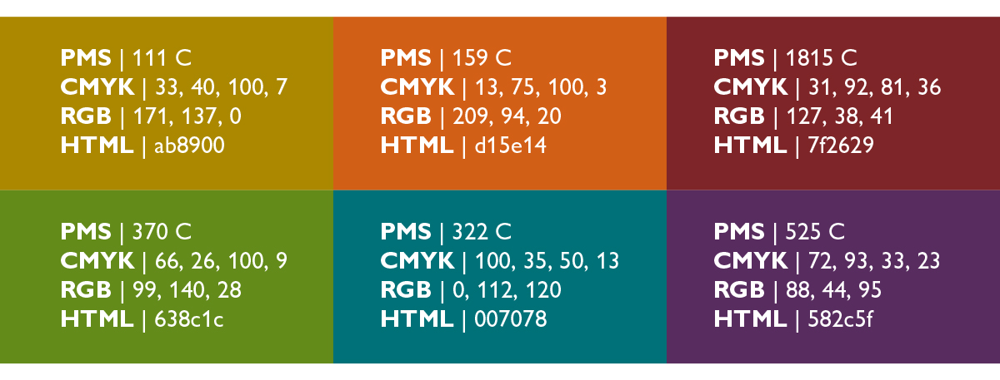 PMS | 111 C
CMYK | 33, 40, 100, 7
RGB | 171, 137, 0
HTML | ab8900
PMS | 159 C
CMYK | 13, 75, 100, 3
RGB | 209, 94, 20
HTML | d15e14
PMS | 1815 C
CMYK | 31, 92, 81, 36
RGB | 127, 38, 41
HTML | 7f2629
PMS | 370 C
CMYK | 66, 26, 100, 9
RGB | 99, 140, 28
HTML | 638c1c
PMS | 322 C
CMYK | 100, 35, 50, 13
RGB | 0, 112, 120
HTML | 007078
PMS | 525 C
CMYK | 72, 93, 33, 23
RGB | 88, 44, 95
HTML | 582c5f